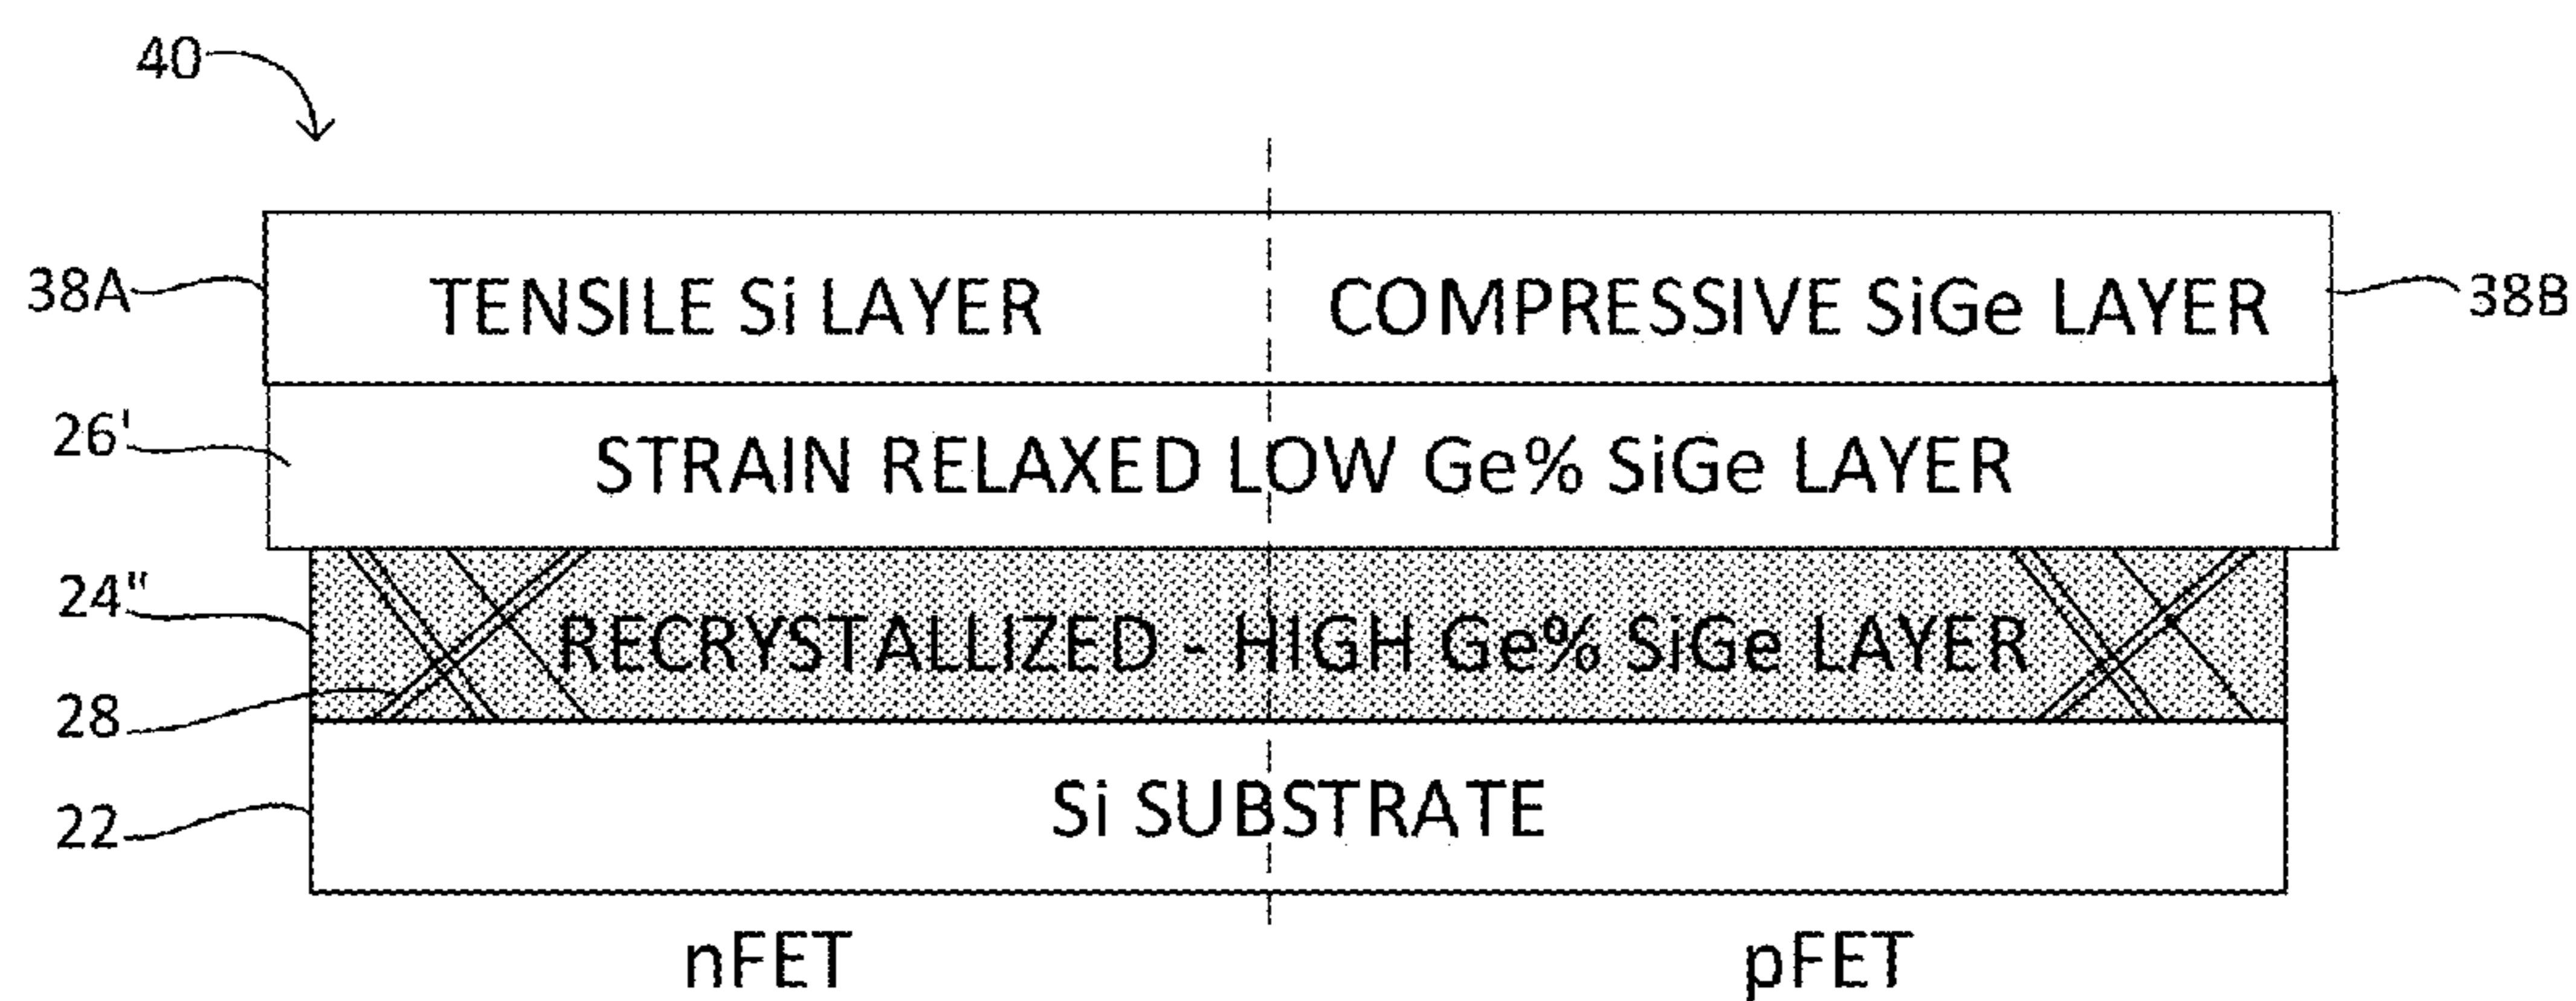 40
38A
TENSILE Si LAYER
COMPRESSIVE SiGe LAYER
38B
26'
STRAIN RELAXED LOW Ge% SiGe LAYER
24"
RECRYSTALLIZED - HIGH Ge% SiGe LAYER
28
22
Si SUBSTRATE
nFET
pFET